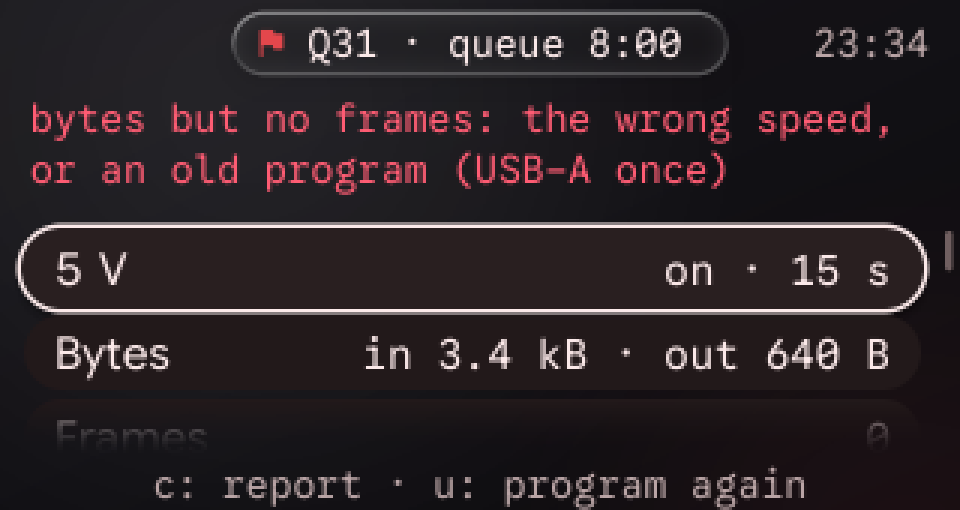 Q31 · queue 8:00
23:34
bytes but no frames: the wrong speed,
or an old program (USB-A once)
5 V on · 15 s
Bytes in 3.4 kB · out 640 B
Frames 0
c: report · u: program again